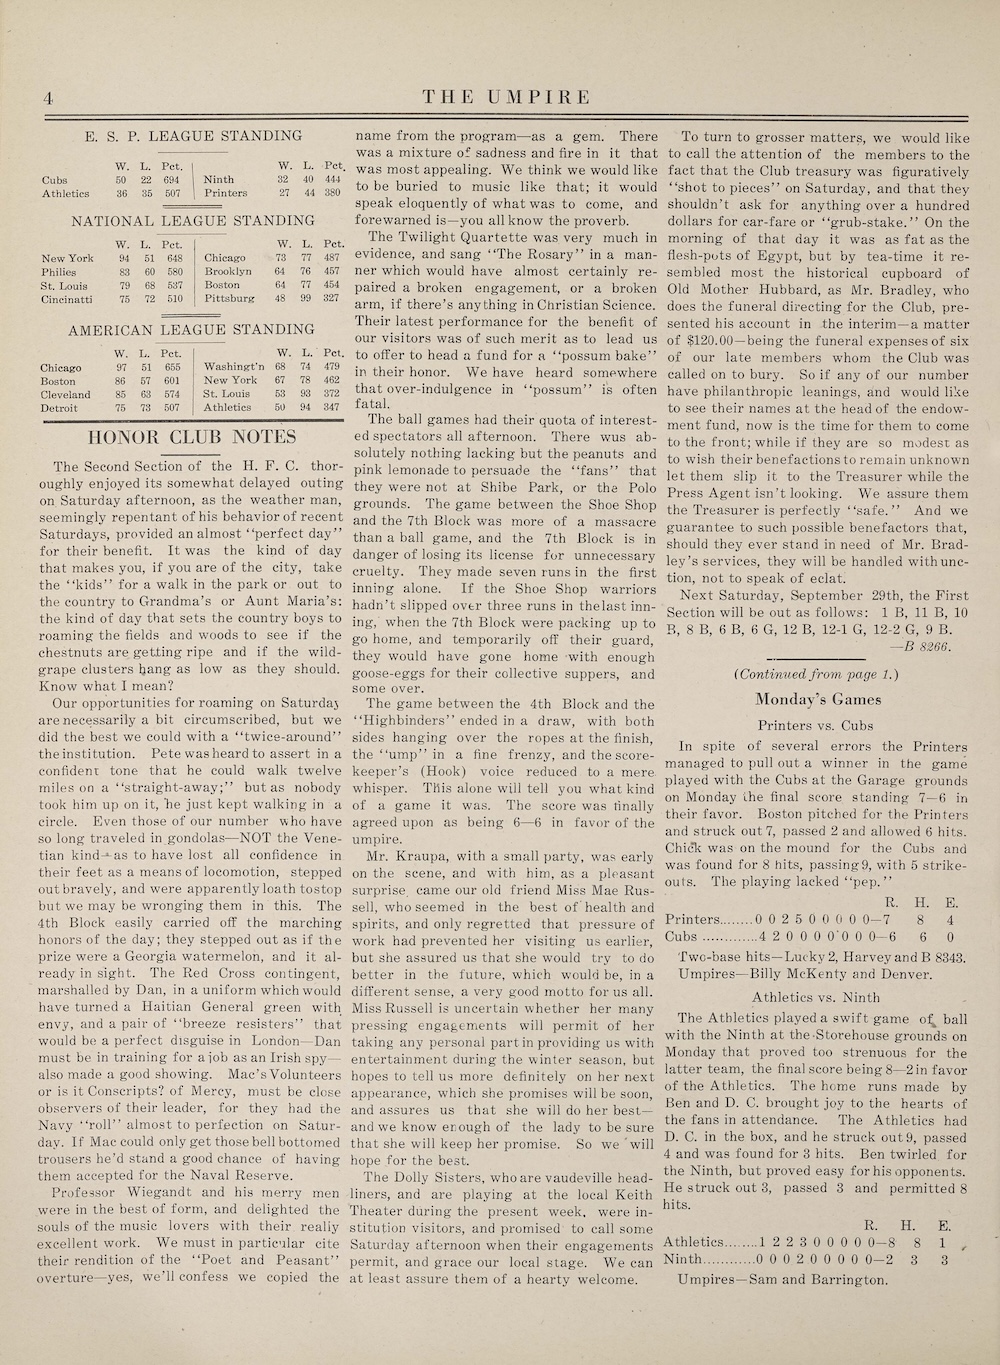 4
THE UMPIRE
E. S. P. LEAGUE STANDING
W. L. Pct. W. L. Pct.
Cubs 50 22 694 Ninth 32 40 444
Athletics 36 35 507 Printers 27 44 380
NATIONAL LEAGUE STANDING
W. L. Pct. W. L. Pct.
New York 94 51 648 Chicago 73 77 487
Philies 83 60 580 Brooklyn 64 76 457
St. Louis 79 68 537 Boston 64 77 454
Cincinatti 75 72 510 Pittsburg 48 99 327
AMERICAN LEAGUE STANDING
W. L. Pct. W. L. Pct.
Chicago 97 51 655 Washingt'n 68 74 479
Boston 86 57 601 New York 67 78 462
Cleveland 85 63 574 St. Louis 53 93 372
Detroit 75 73 507 Athletics 50 94 347
HONOR CLUB NOTES
The Second Section of the H. F. C. thor-
oughly enjoyed its somewhat delayed outing
on Saturday afternoon, as the weather man,
seemingly repentant of his behavior of recent
Saturdays, provided an almost "perfect day"
for their benefit. It was the kind of day
that makes you, if you are of the city, take
the "kids" for a walk in the park or out to
the country to Grandma's or Aunt Maria's:
the kind of day that sets the country boys to
roaming the fields and woods to see if the
chestnuts are getting ripe and if the wild-
grape clusters hang as low as they should.
Know what I mean?
Our opportunities for roaming on Saturday
are necessarily a bit circumscribed, but we
did the best we could with a "twice-around"
the institution. Pete was heard to assert in a
confident tone that he could walk twelve
miles on a "straight-away;" but as nobody
took him up on it, he just kept walking in a
circle. Even those of our number who have
so long traveled in gondolas—NOT the Vene-
tian kind—as to have lost all confidence in
their feet as a means of locomotion, stepped
out bravely, and were apparently loath to stop
but we may be wronging them in this. The
4th Block easily carried off the marching
honors of the day; they stepped out as if the
prize were a Georgia watermelon, and it al-
ready in sight. The Red Cross contingent,
marshalled by Dan, in a uniform which would
have turned a Haitian General green with
envy, and a pair of "breeze resisters" that
would be a perfect disguise in London—Dan
must be in training for a job as an Irish spy—
also made a good showing. Mac's Volunteers
or is it Conscripts? of Mercy, must be close
observers of their leader, for they had the
Navy "roll" almost to perfection on Satur-
day. If Mac could only get those bell bottomed
trousers he'd stand a good chance of having
them accepted for the Naval Reserve.
Professor Wiegandt and his merry men
were in the best of form, and delighted the
souls of the music lovers with their really
excellent work. We must in particular cite
their rendition of the "Poet and Peasant"
overture—yes, we'll confess we copied the
name from the program—as a gem. There
was a mixture of sadness and fire in it that
was most appealing. We think we would like
to be buried to music like that; it would
speak eloquently of what was to come, and
forewarned is—you all know the proverb.
The Twilight Quartette was very much in
evidence, and sang "The Rosary" in a man-
ner which would have almost certainly re-
paired a broken engagement, or a broken
arm, if there's anything in Christian Science.
Their latest performance for the benefit of
our visitors was of such merit as to lead us
to offer to head a fund for a "possum bake"
in their honor. We have heard somewhere
that over-indulgence in "possum" is often
fatal.
The ball games had their quota of interest-
ed spectators all afternoon. There wus ab-
solutely nothing lacking but the peanuts and
pink lemonade to persuade the "fans" that
they were not at Shibe Park, or the Polo
grounds. The game between the Shoe Shop
and the 7th Block was more of a massacre
than a ball game, and the 7th Block is in
danger of losing its license for unnecessary
cruelty. They made seven runs in the first
inning alone. If the Shoe Shop warriors
hadn't slipped over three runs in the last inn-
ing, when the 7th Block were packing up to
go home, and temporarily off their guard,
they would have gone home with enough
goose-eggs for their collective suppers, and
some over.
The game between the 4th Block and the
"Highbinders" ended in a draw, with both
sides hanging over the ropes at the finish,
the "ump" in a fine frenzy, and the score-
keeper's (Hook) voice reduced to a mere
whisper. This alone will tell you what kind
of a game it was. The score was finally
agreed upon as being 6—6 in favor of the
umpire.
Mr. Kraupa, with a small party, was early
on the scene, and with him, as a pleasant
surprise came our old friend Miss Mae Rus-
sell, who seemed in the best of health and
spirits, and only regretted that pressure of
work had prevented her visiting us earlier,
but she assured us that she would try to do
better in the future, which would be, in a
different sense, a very good motto for us all.
Miss Russell is uncertain whether her many
pressing engagements will permit of her
taking any personal part in providing us with
entertainment during the winter season, but
hopes to tell us more definitely on her next
appearance, which she promises will be soon,
and assures us that she will do her best—
and we know enough of the lady to be sure
that she will keep her promise. So we will
hope for the best.
The Dolly Sisters, who are vaudeville head-
liners, and are playing at the local Keith
Theater during the present week, were in-
stitution visitors, and promised to call some
Saturday afternoon when their engagements
permit, and grace our local stage. We can
at least assure them of a hearty welcome.
To turn to grosser matters, we would like
to call the attention of the members to the
fact that the Club treasury was figuratively
"shot to pieces" on Saturday, and that they
shouldn't ask for anything over a hundred
dollars for car-fare or "grub-stake." On the
morning of that day it was as fat as the
flesh-pots of Egypt, but by tea-time it re-
sembled most the historical cupboard of
Old Mother Hubbard, as Mr. Bradley, who
does the funeral directing for the Club, pre-
sented his account in the interim—a matter
of $120.00—being the funeral expenses of six
of our late members whom the Club was
called on to bury. So if any of our number
have philanthropic leanings, and would like
to see their names at the head of the endow-
ment fund, now is the time for them to come
to the front; while if they are so modest as
to wish their benefactions to remain unknown
let them slip it to the Treasurer while the
Press Agent isn't looking. We assure them
the Treasurer is perfectly "safe." And we
guarantee to such possible benefactors that,
should they ever stand in need of Mr. Brad-
ley's services, they will be handled with unc-
tion, not to speak of eclat.
Next Saturday, September 29th, the First
Section will be out as follows: 1 B, 11 B, 10
B, 8 B, 6 B, 6 G, 12 B, 12-1 G, 12-2 G, 9 B.
—B 8266.
(Continued from page 1.)
Monday's Games
Printers vs. Cubs
In spite of several errors the Printers
managed to pull out a winner in the game
played with the Cubs at the Garage grounds
on Monday the final score standing 7—6 in
their favor. Boston pitched for the Printers
and struck out 7, passed 2 and allowed 6 hits.
Chick was on the mound for the Cubs and
was found for 8 hits, passing 9, with 5 strike-
outs. The playing lacked "pep."
R. H. E.
Printers........0 0 2 5 0 0 0 0 0—7 8 4
Cubs .............4 2 0 0 0 0 0 0 0—6 6 0
Two-base hits—Lucky 2, Harvey and B 8343.
Umpires—Billy McKenty and Denver.
Athletics vs. Ninth
The Athletics played a swift game of ball
with the Ninth at the Storehouse grounds on
Monday that proved too strenuous for the
latter team, the final score being 8—2 in favor
of the Athletics. The home runs made by
Ben and D. C. brought joy to the hearts of
the fans in attendance. The Athletics had
D. C. in the box, and he struck out 9, passed
4 and was found for 3 hits. Ben twirled for
the Ninth, but proved easy for his opponents.
He struck out 3, passed 3 and permitted 8
hits.
R. H. E.
Athletics........1 2 2 3 0 0 0 0 0—8 8 1
Ninth............0 0 0 2 0 0 0 0 0—2 3 3
Umpires—Sam and Barrington.